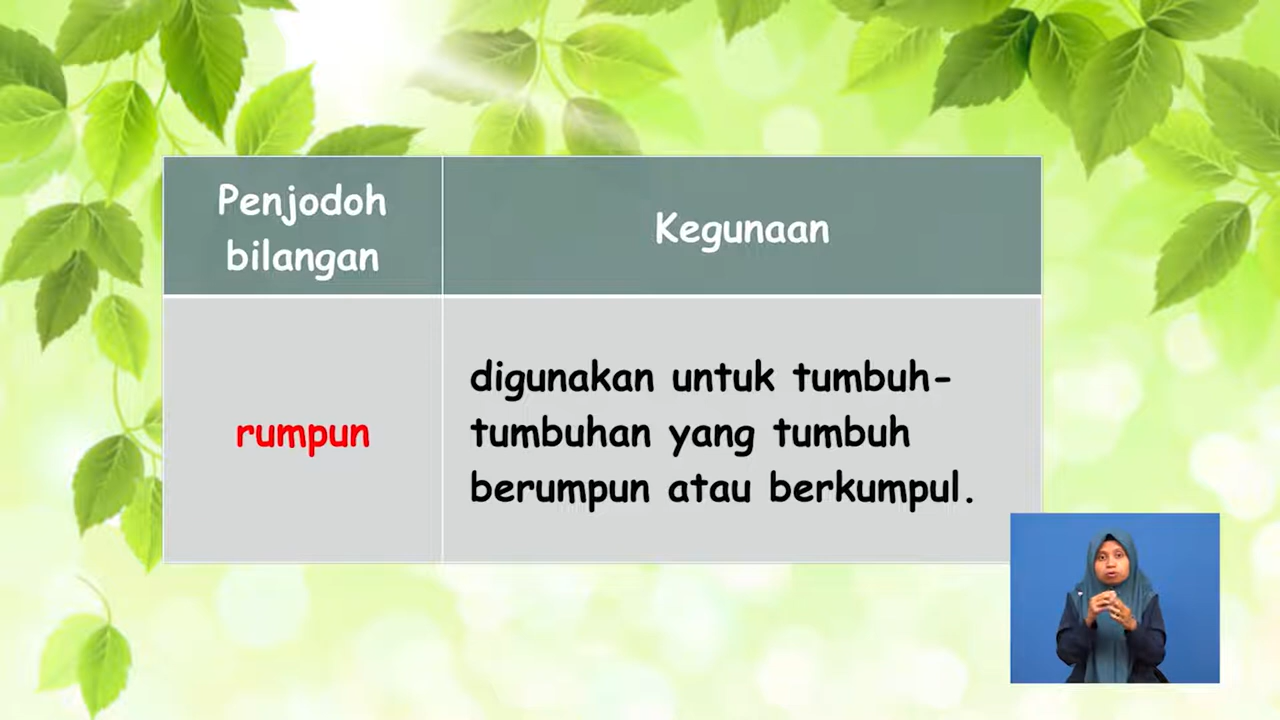 Penjodoh
bilangan
Kegunaan
rumpun
digunakan untuk tumbuh-
tumbuhan yang tumbuh
berumpun atau berkumpul.